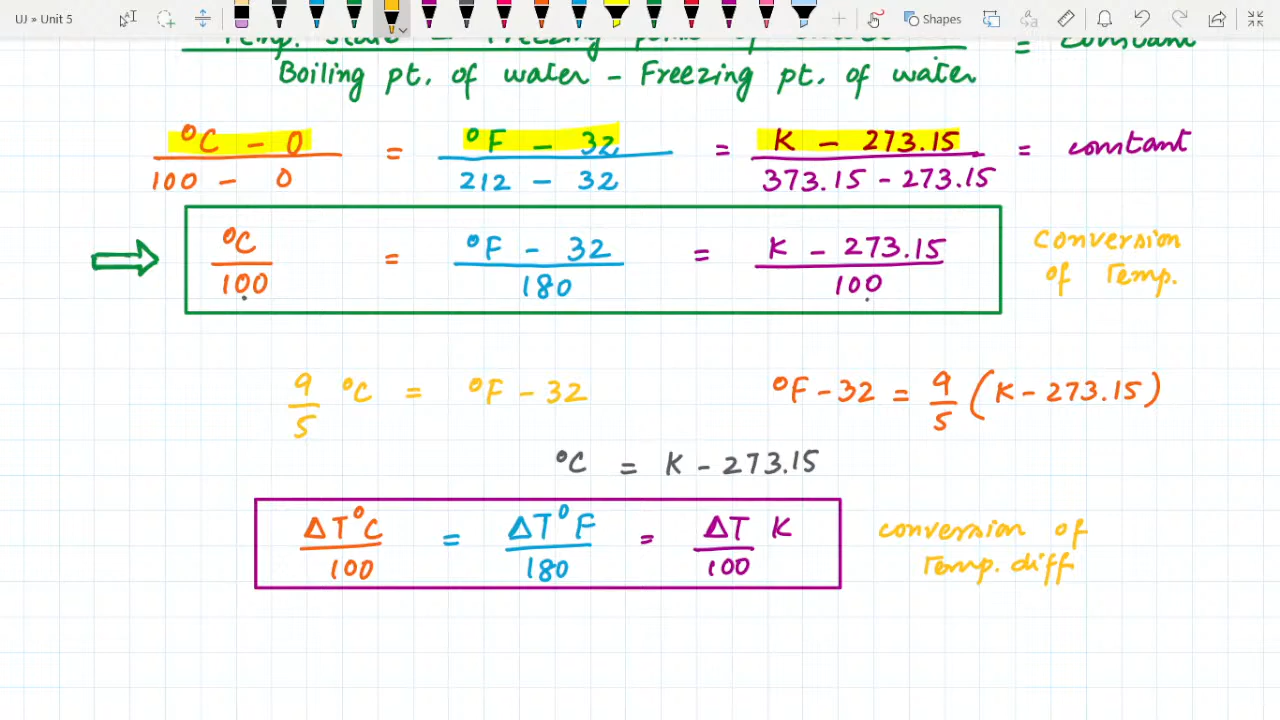 UJ » Unit 5
Shapes
= constant
Boiling pt. of water - Freezing pt. of water
°C - 0 / 100 - 0 = °F - 32 / 212 - 32 = K - 273.15 / 373.15 - 273.15 = constant
°C / 100 = °F - 32 / 180 = K - 273.15 / 100
Conversion
of Temp.
9/5 °C = °F - 32
°F - 32 = 9/5 (K - 273.15)
°C = K - 273.15
ΔT°C / 100 = ΔT°F / 180 = ΔT / 100 K
conversion of
Temp. diff